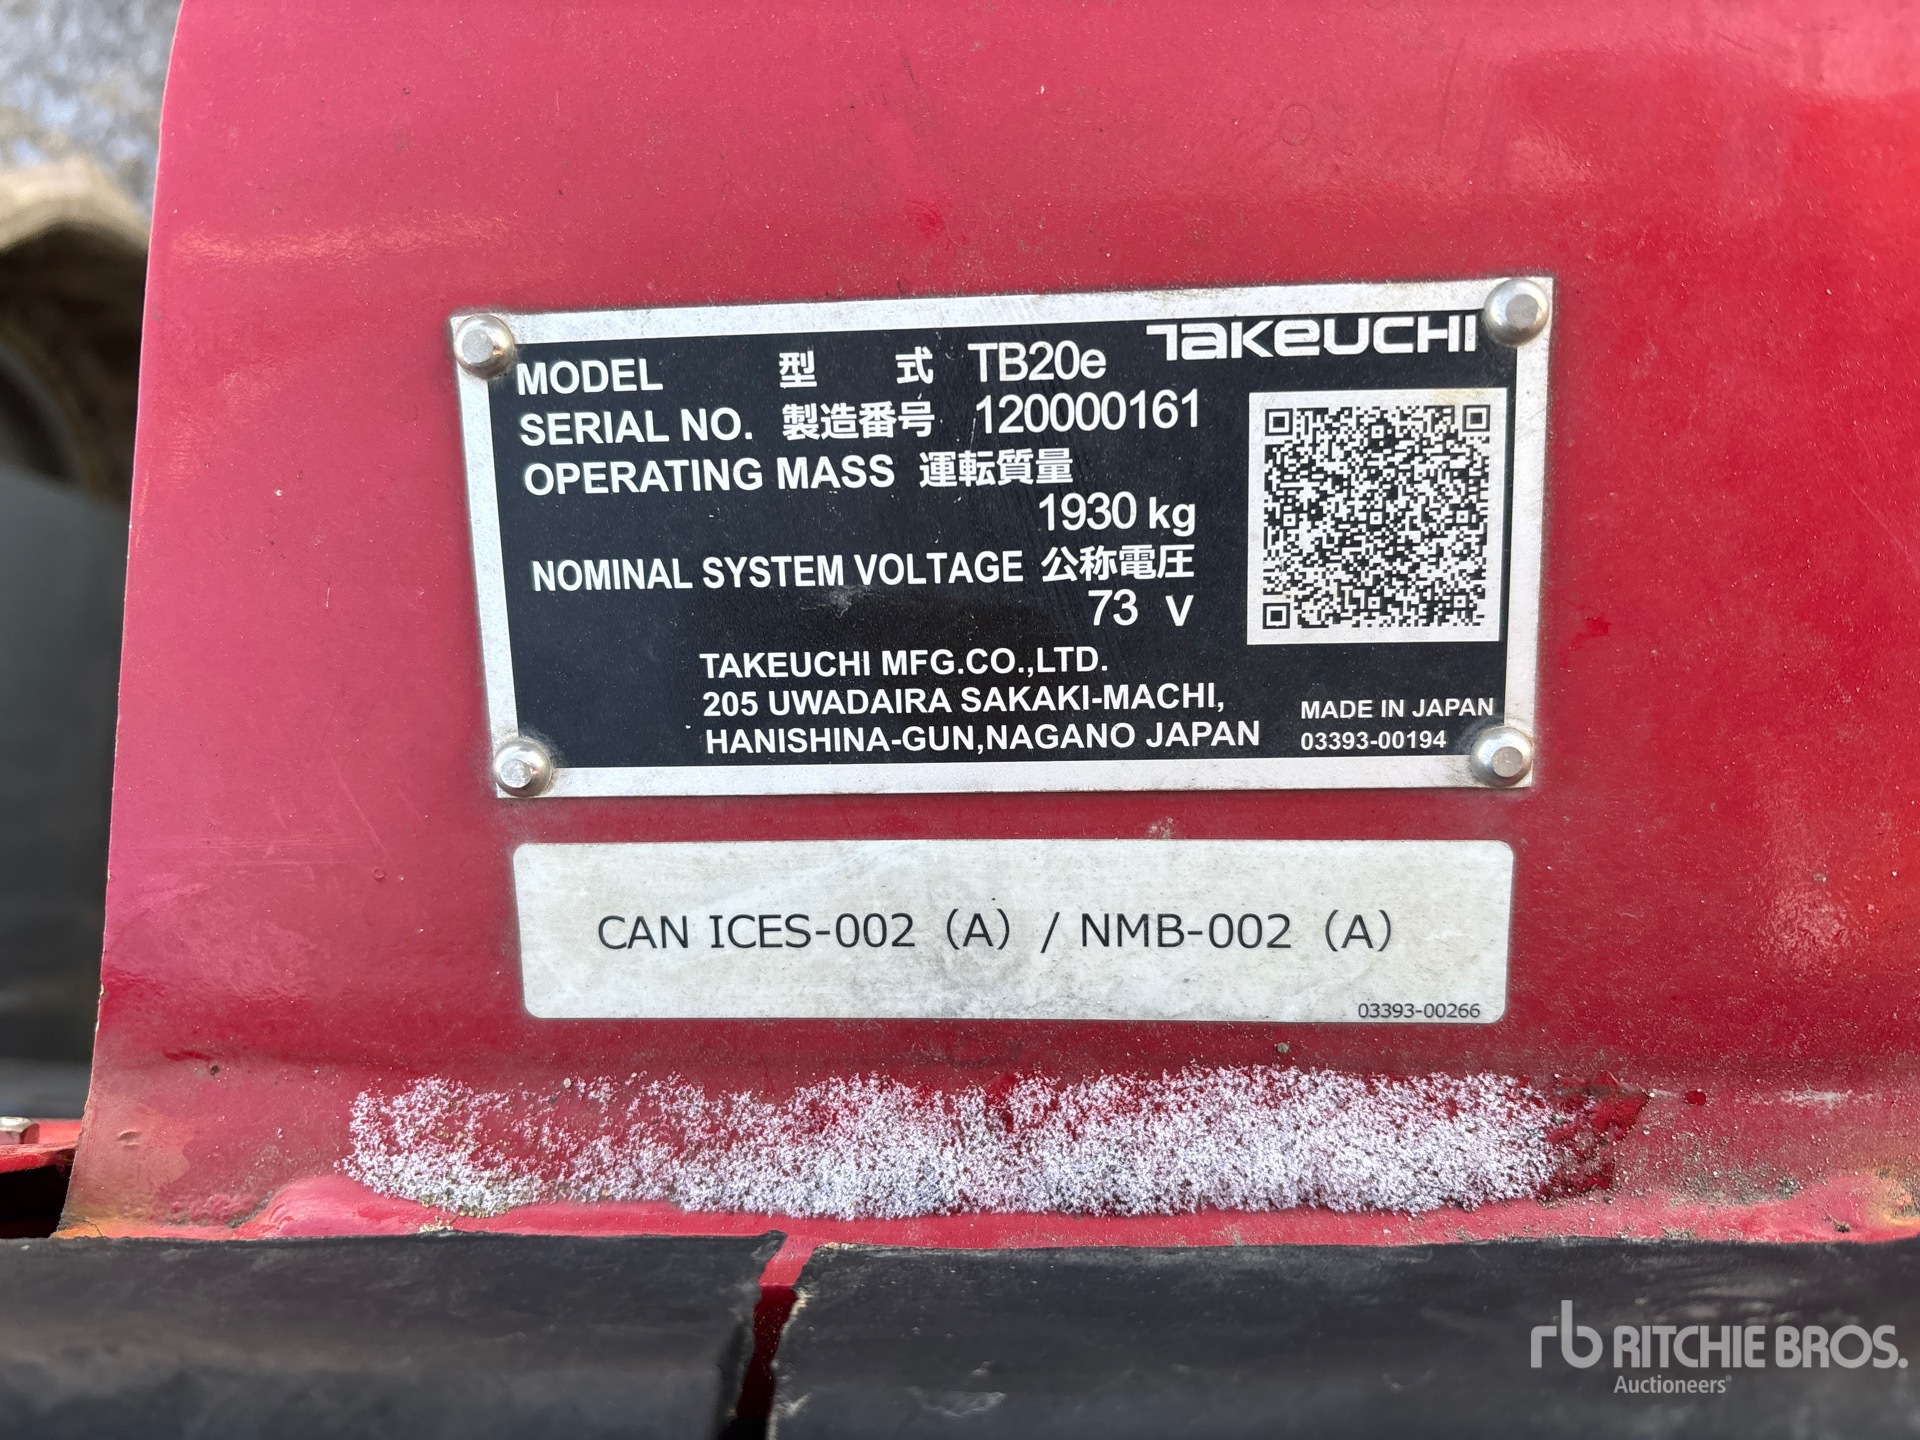 TAKEUCHI
MODEL 型式 TB20e
SERIAL NO. 製造番号 120000161
OPERATING MASS 運転質量
1930 kg
NOMINAL SYSTEM VOLTAGE 公称電圧
73 V
TAKEUCHI MFG.CO.,LTD.
205 UWADAIRA SAKAKI-MACHI,
HANISHINA-GUN,NAGANO JAPAN
MADE IN JAPAN
03393-00194
CAN ICES-002 (A) / NMB-002 (A)
03393-00266
rb RITCHIE BROS.
Auctioneers